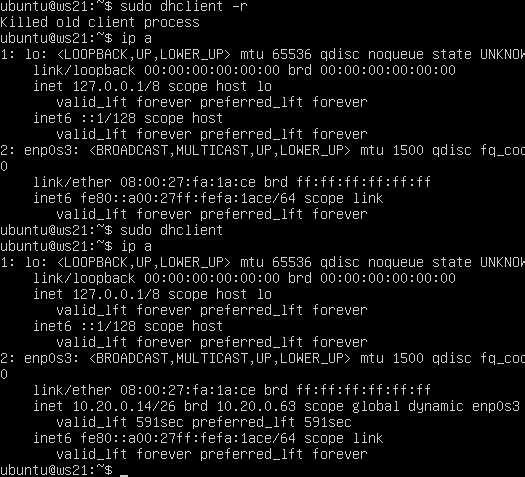 ubuntu@ws21:~$ sudo dhclient -r
Killed old client process
ubuntu@ws21:~$ ip a
1: lo: <LOOPBACK,UP,LOWER_UP> mtu 65536 qdisc noqueue state UNKNOW
    link/loopback 00:00:00:00:00:00 brd 00:00:00:00:00:00
    inet 127.0.0.1/8 scope host lo
       valid_lft forever preferred_lft forever
    inet6 ::1/128 scope host
       valid_lft forever preferred_lft forever
2: enp0s3: <BROADCAST,MULTICAST,UP,LOWER_UP> mtu 1500 qdisc fq_cod
0
    link/ether 08:00:27:fa:1a:ce brd ff:ff:ff:ff:ff:ff
    inet6 fe80::a00:27ff:fefa:1ace/64 scope link
       valid_lft forever preferred_lft forever
ubuntu@ws21:~$ sudo dhclient
ubuntu@ws21:~$ ip a
1: lo: <LOOPBACK,UP,LOWER_UP> mtu 65536 qdisc noqueue state UNKNOW
    link/loopback 00:00:00:00:00:00 brd 00:00:00:00:00:00
    inet 127.0.0.1/8 scope host lo
       valid_lft forever preferred_lft forever
    inet6 ::1/128 scope host
       valid_lft forever preferred_lft forever
2: enp0s3: <BROADCAST,MULTICAST,UP,LOWER_UP> mtu 1500 qdisc fq_cod
0
    link/ether 08:00:27:fa:1a:ce brd ff:ff:ff:ff:ff:ff
    inet 10.20.0.14/26 brd 10.20.0.63 scope global dynamic enp0s3
       valid_lft 591sec preferred_lft 591sec
    inet6 fe80::a00:27ff:fefa:1ace/64 scope link
       valid_lft forever preferred_lft forever
ubuntu@ws21:~$ _